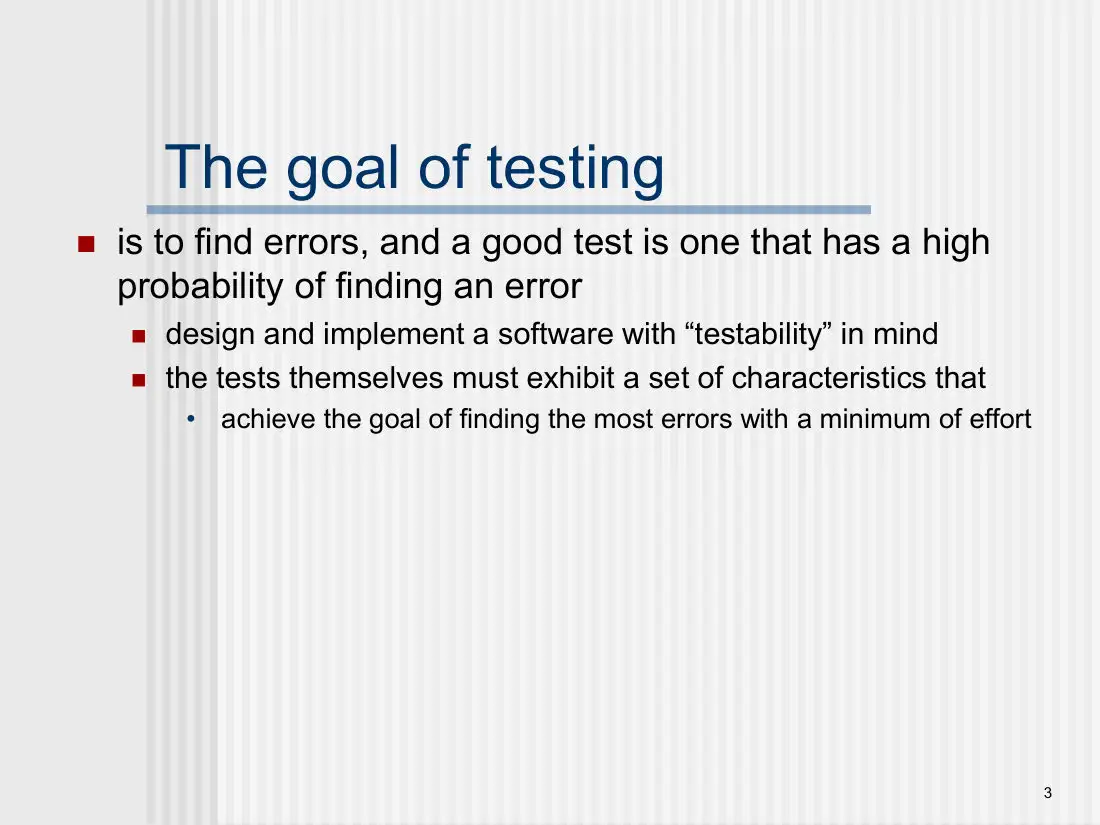 The goal of testing
is to find errors, and a good test is one that has a high
probability of finding an error
design and implement a software with “testability” in mind
the tests themselves must exhibit a set of characteristics that
• achieve the goal of finding the most errors with a minimum of effort
3